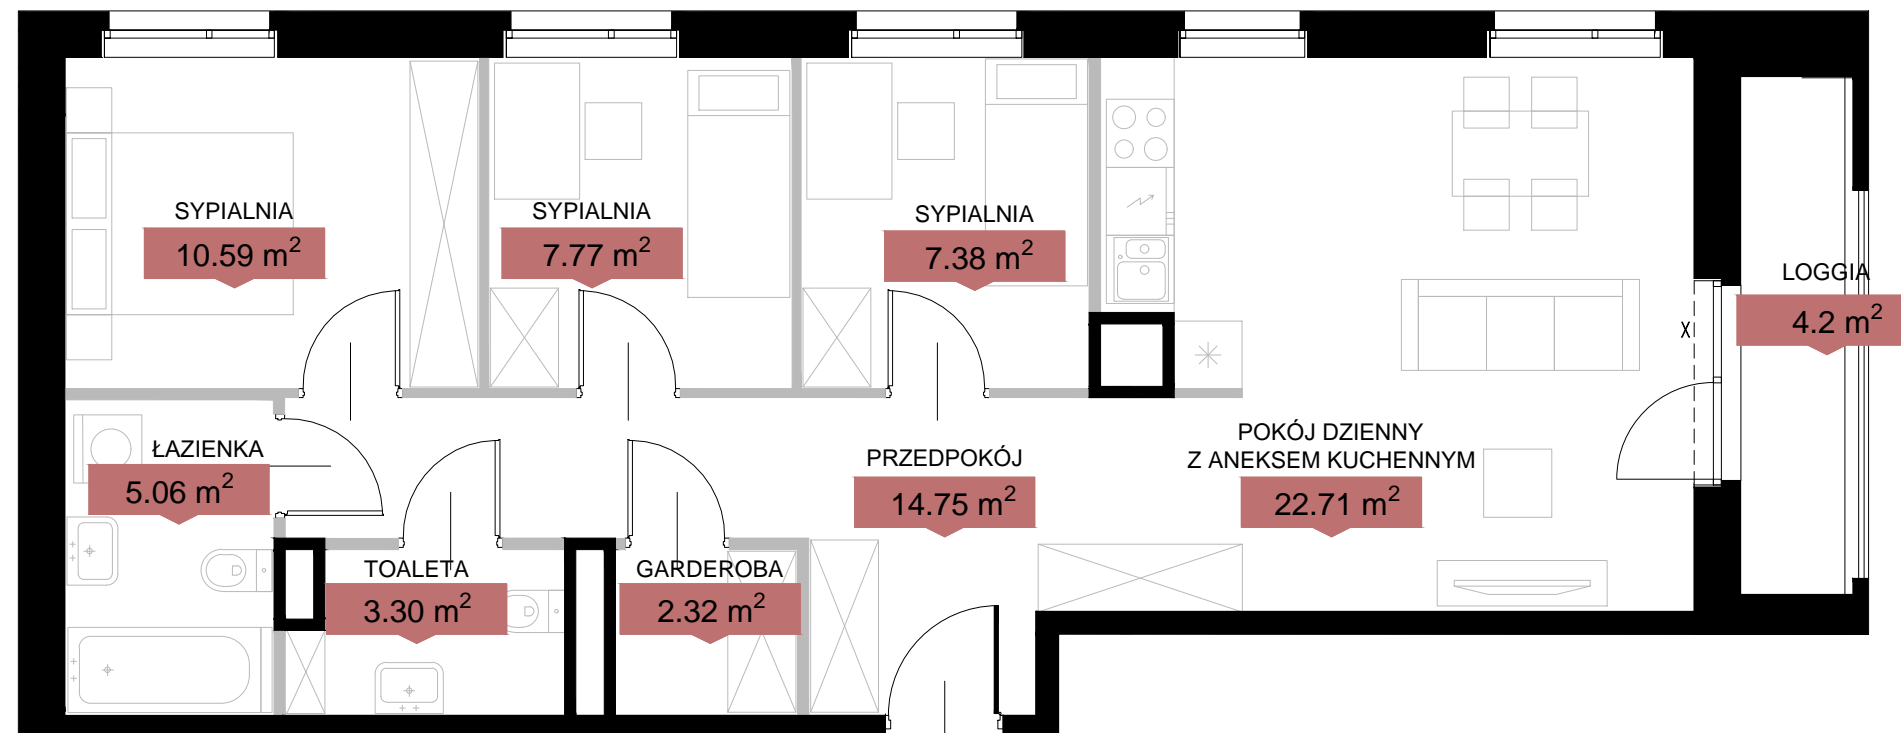 SYPIALNIA
10.59 m²
SYPIALNIA
7.77 m²
SYPIALNIA
7.38 m²
LOGGIA
4.2 m²
X
ŁAZIENKA
5.06 m²
PRZEDPOKÓJ
14.75 m²
POKÓJ DZIENNY
Z ANEKSEM KUCHENNYM
22.71 m²
TOALETA
3.30 m²
GARDEROBA
2.32 m²